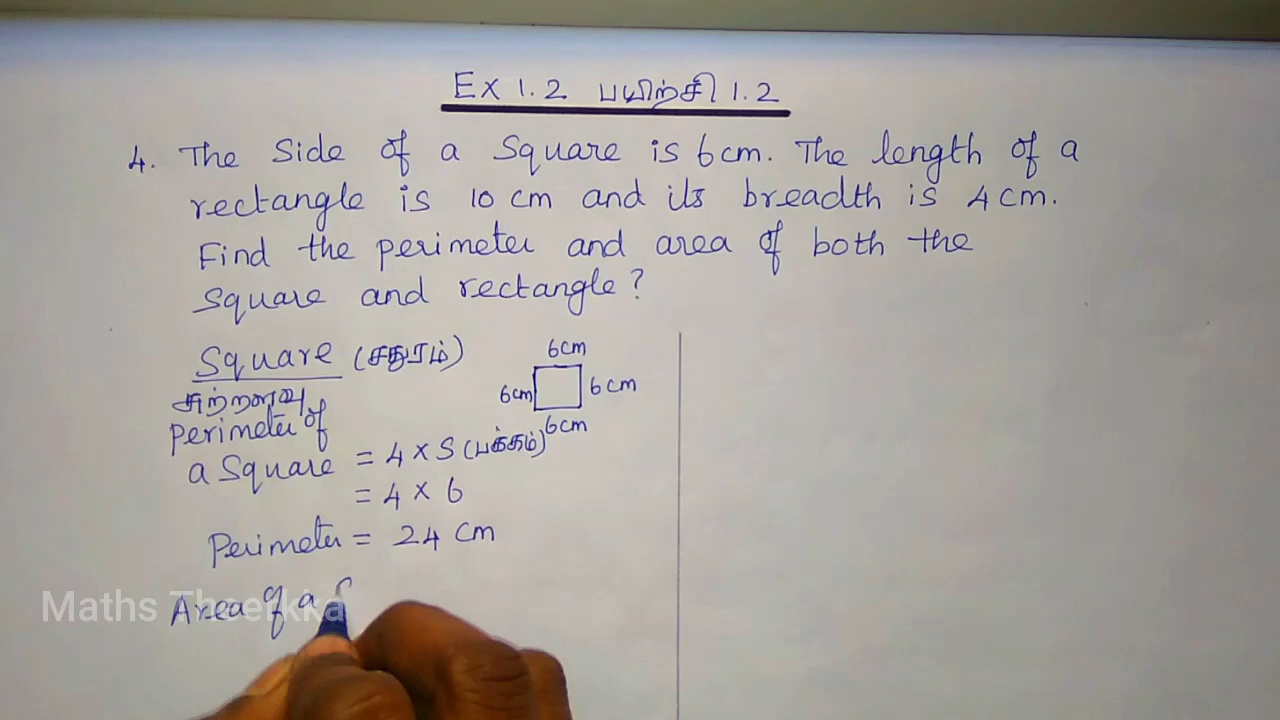 Ex 1.2 பயிற்சி 1.2
4. The Side of a Square is 6cm. The length of a
rectangle is 10 cm and its breadth is 4 cm.
Find the perimeter and area of both the
Square and rectangle?
Square (சதுரம்)
6cm
6cm
6cm
6cm
சுற்றளவு
Perimeter of
a Square = 4 × S (பக்கம்)
= 4 × 6
Perimeter = 24 cm
Area of a S
Maths Theerkka